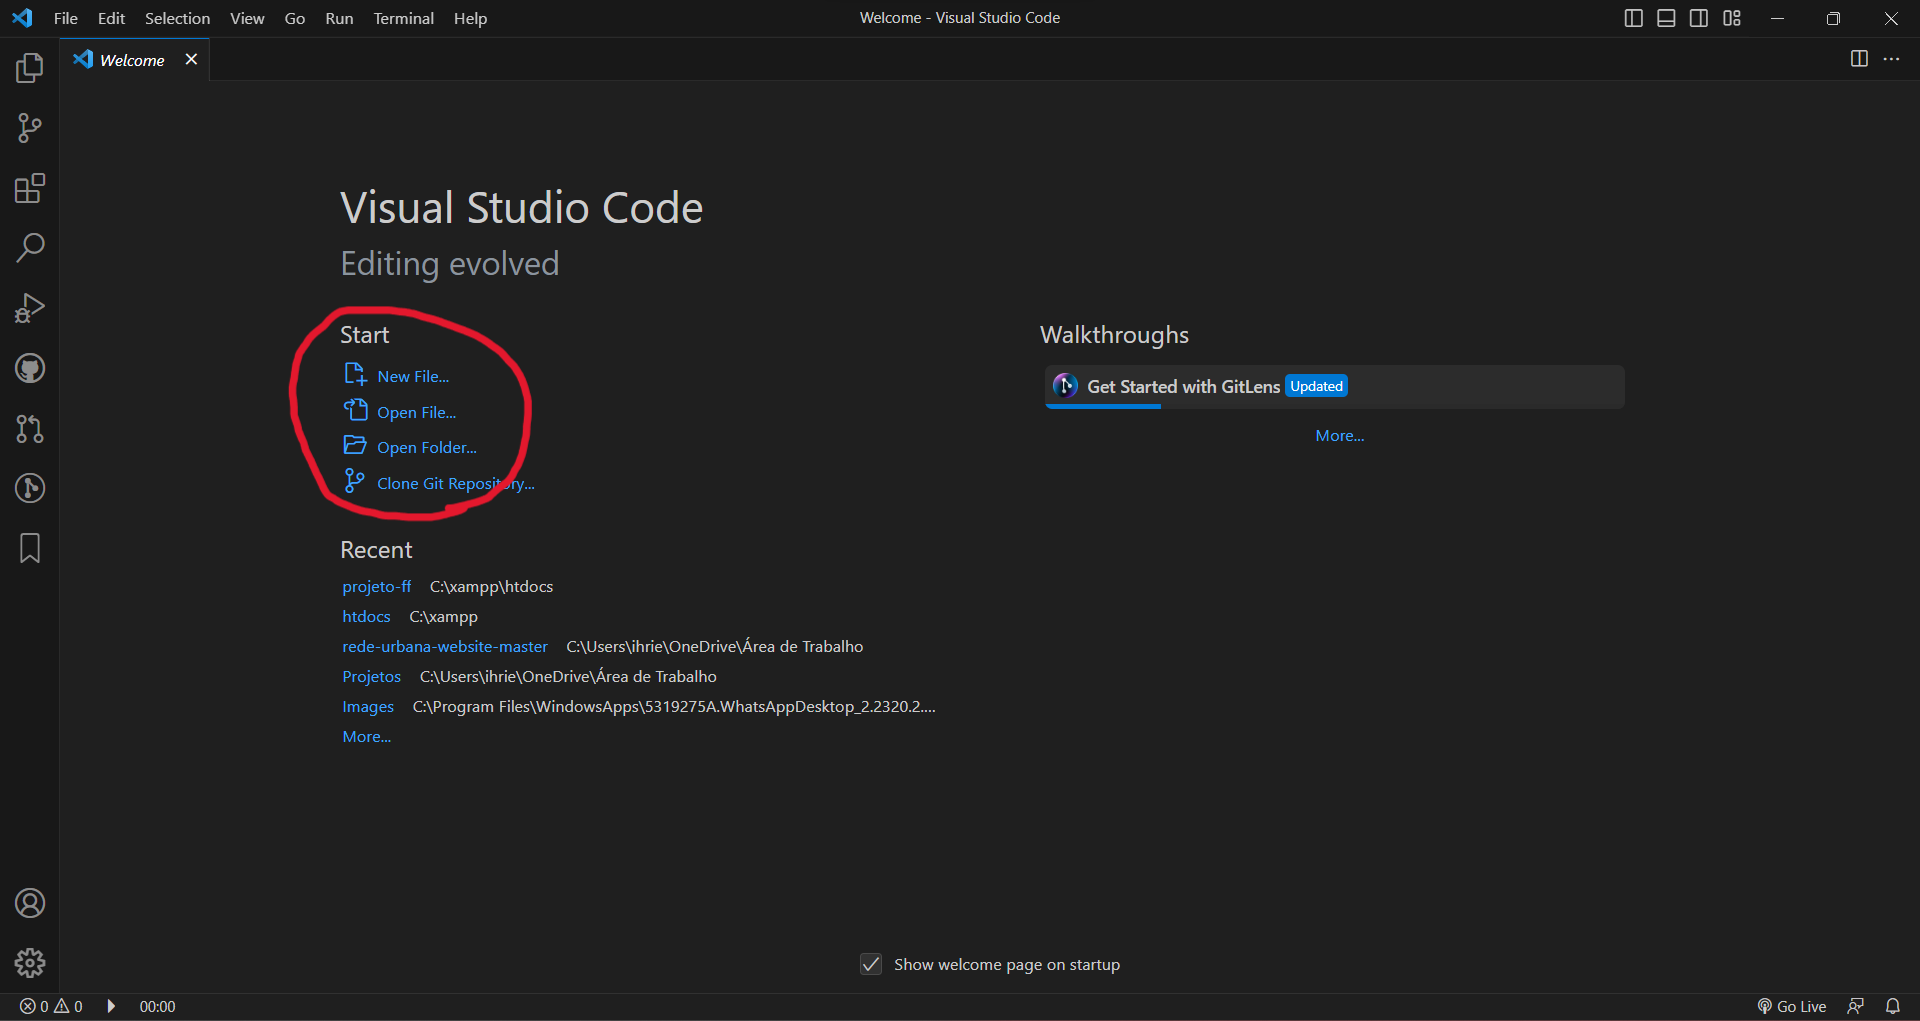 File Edit Selection View Go Run Terminal Help
Welcome - Visual Studio Code
Welcome
Visual Studio Code
Editing evolved
Start
New File...
Open File...
Open Folder...
Clone Git Repository...
Recent
projeto-ff C:\xampp\htdocs
htdocs C:\xampp
rede-urbana-website-master C:\Users\ihrie\OneDrive\Área de Trabalho
Projetos C:\Users\ihrie\OneDrive\Área de Trabalho
Images C:\Program Files\WindowsApps\5319275A.WhatsAppDesktop_2.2320.2....
More...
Walkthroughs
Get Started with GitLens Updated
More...
Show welcome page on startup
0 0 00:00
Go Live